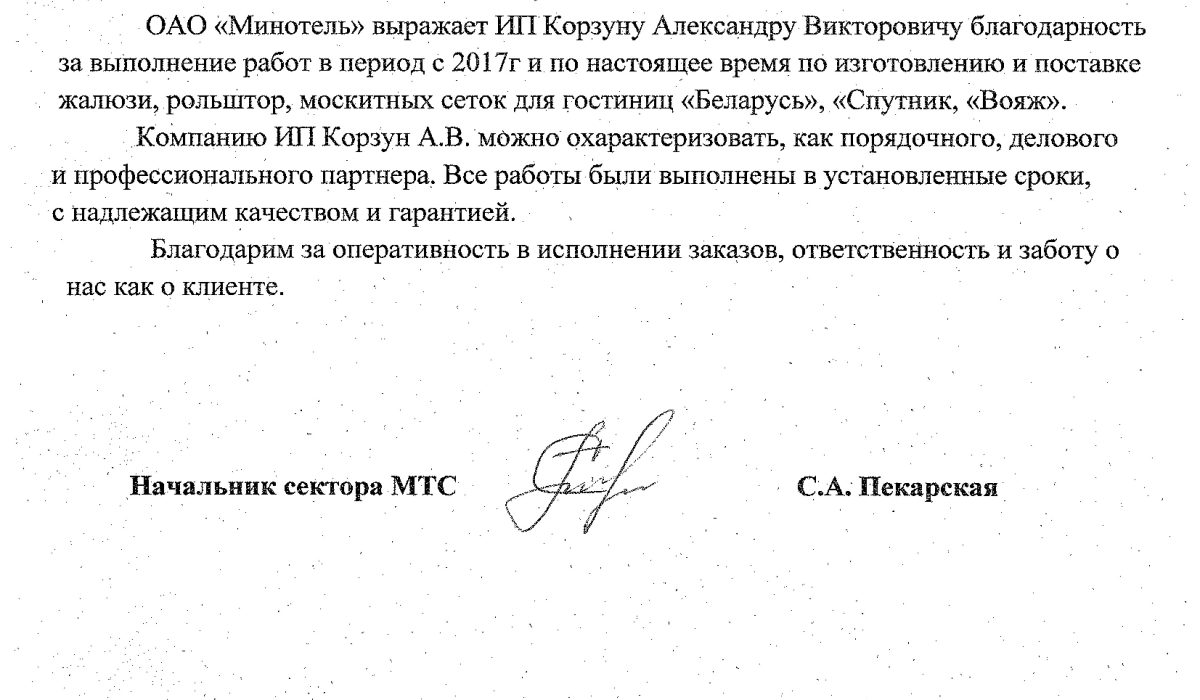 ОАО «Минотель» выражает ИП Корзуну Александру Викторовичу благодарность
за выполнение работ в период с 2017г и по настоящее время по изготовлению и поставке
жалюзи, рольштор, москитных сеток для гостиниц «Беларусь», «Спутник, «Вояж».
Компанию ИП Корзун А.В. можно охарактеризовать, как порядочного, делового
и профессионального партнера. Все работы были выполнены в установленные сроки,
с надлежащим качеством и гарантией.
Благодарим за оперативность в исполнении заказов, ответственность и заботу о
нас как о клиенте.
Начальник сектора МТС С.А. Пекарская